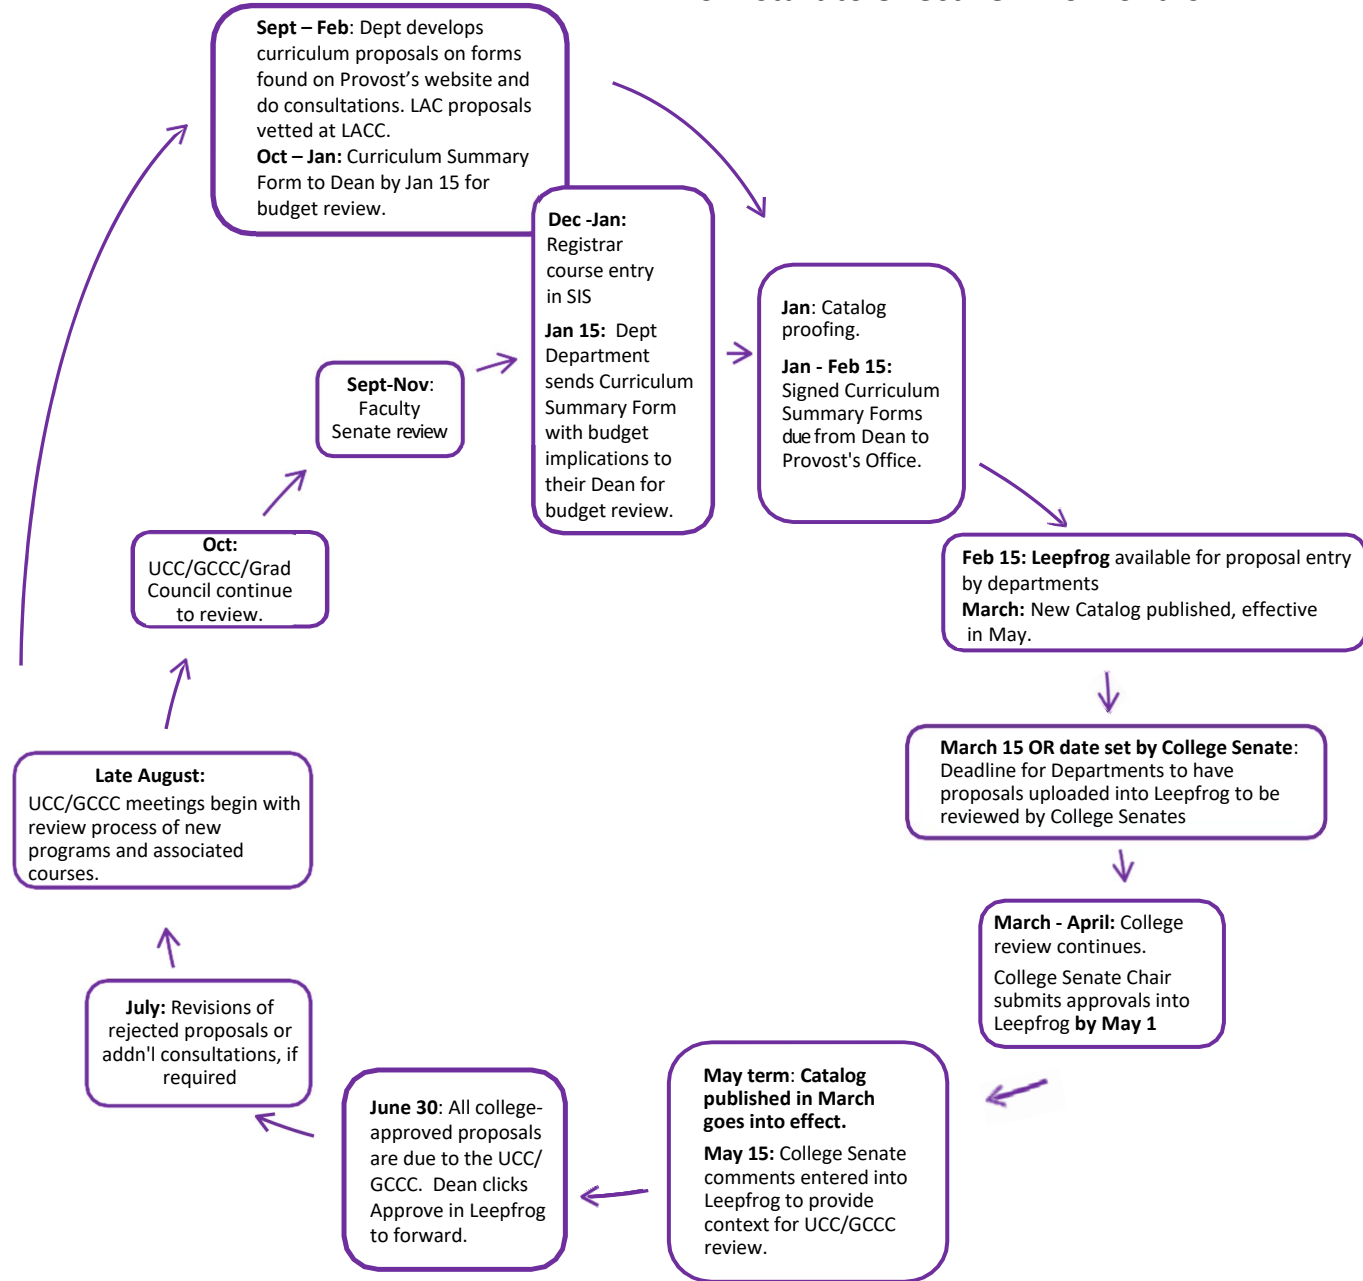 Sept – Feb: Dept develops
curriculum proposals on forms
found on Provost's website and
do consultations. LAC proposals
vetted at LACC.
Oct – Jan: Curriculum Summary
Form to Dean by Jan 15 for
budget review.
Dec -Jan:
Registrar
course entry
in SIS
Jan 15: Dept
Department
sends Curriculum
Summary Form
with budget
implications to
their Dean for
budget review.
Jan: Catalog
proofing.
Jan - Feb 15:
Signed Curriculum
Summary Forms
due from Dean to
Provost's Office.
Feb 15: Leepfrog available for proposal entry
by departments
March: New Catalog published, effective
in May.
March 15 OR date set by College Senate:
Deadline for Departments to have
proposals uploaded into Leepfrog to be
reviewed by College Senates
March - April: College
review continues.
College Senate Chair
submits approvals into
Leepfrog by May 1
May term: Catalog
published in March
goes into effect.
May 15: College Senate
comments entered into
Leepfrog to provide
context for UCC/GCCC
review.
June 30: All college-
approved proposals
are due to the UCC/
GCCC. Dean clicks
Approve in Leepfrog
to forward.
July: Revisions of
rejected proposals or
addn'l consultations, if
required
Late August:
UCC/GCCC meetings begin with
review process of new
programs and associated
courses.
Oct:
UCC/GCCC/Grad
Council continue
to review.
Sept-Nov:
Faculty
Senate review